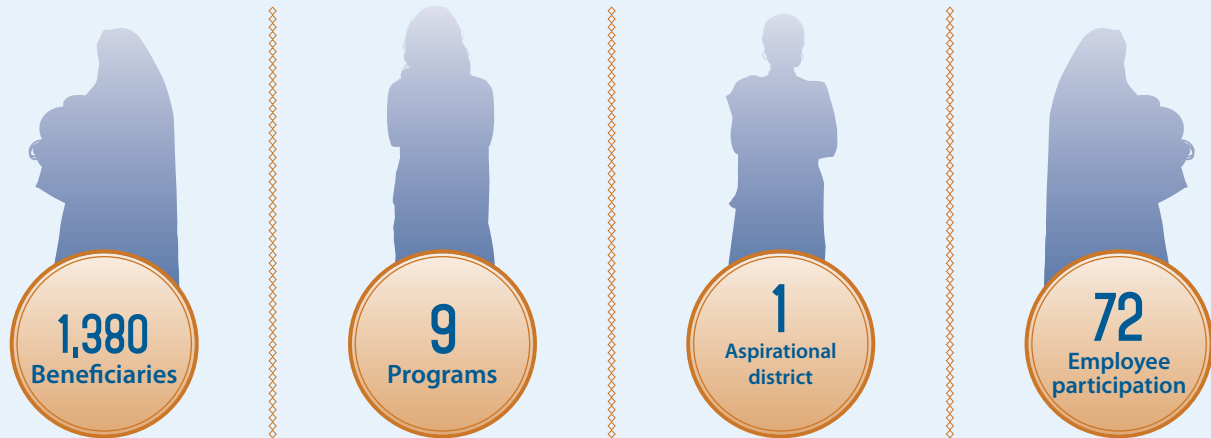 1,380
Beneficiaries
9
Programs
1
Aspirational
district
72
Employee
participation